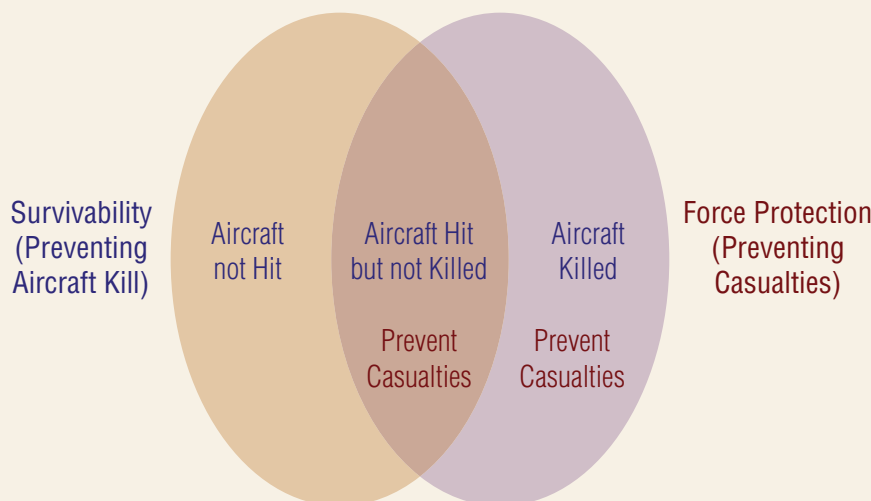 Survivability
(Preventing
Aircraft Kill)
Aircraft
not Hit
Aircraft Hit
but not Killed
Prevent
Casualties
Aircraft
Killed
Prevent
Casualties
Force Protection
(Preventing
Casualties)